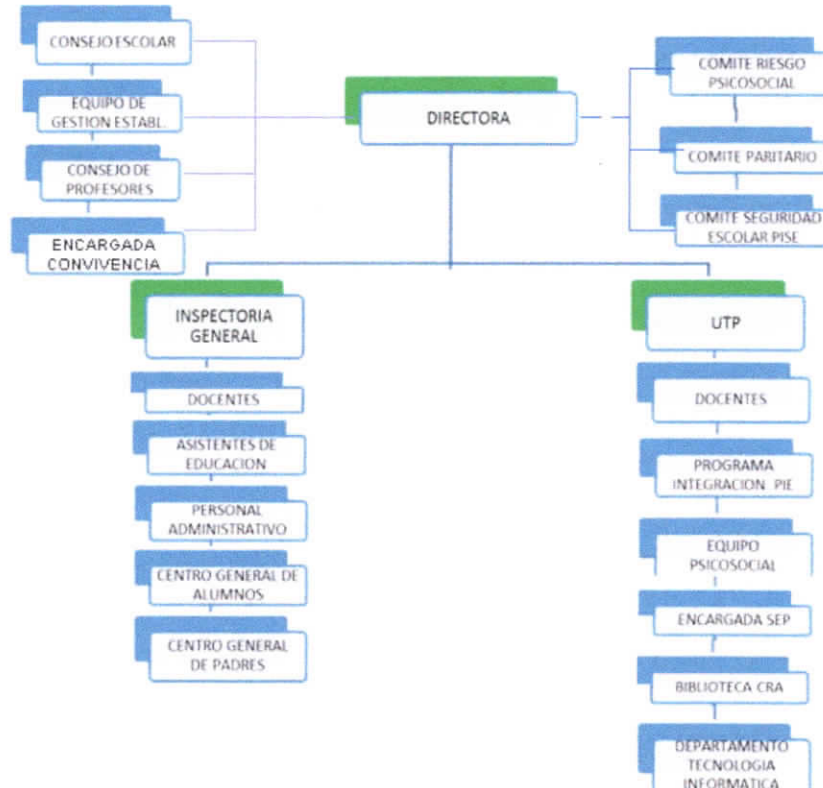 CONSEJO ESCOLAR
EQUIPO DE
GESTION ESTABL.
CONSEJO DE
PROFESORES
ENCARGADA
CONVIVENCIA
DIRECTORA
COMITE RIESGO
PSICOSOCIAL
COMITE PARITARIO
COMITE SEGURIDAD
ESCOLAR PISE
INSPECTORIA
GENERAL
DOCENTES
ASISTENTES DE
EDUCACION
PERSONAL
ADMINISTRATIVO
CENTRO GENERAL DE
ALUMNOS
CENTRO GENERAL
DE PADRES
UTP
DOCENTES
PROGRAMA
INTEGRACION PIE
EQUIPO
PSICOSOCIAL
ENCARGADA SEP
BIBLIOTECA CRA
DEPARTAMENTO
TECNOLOGIA
INFORMATICA